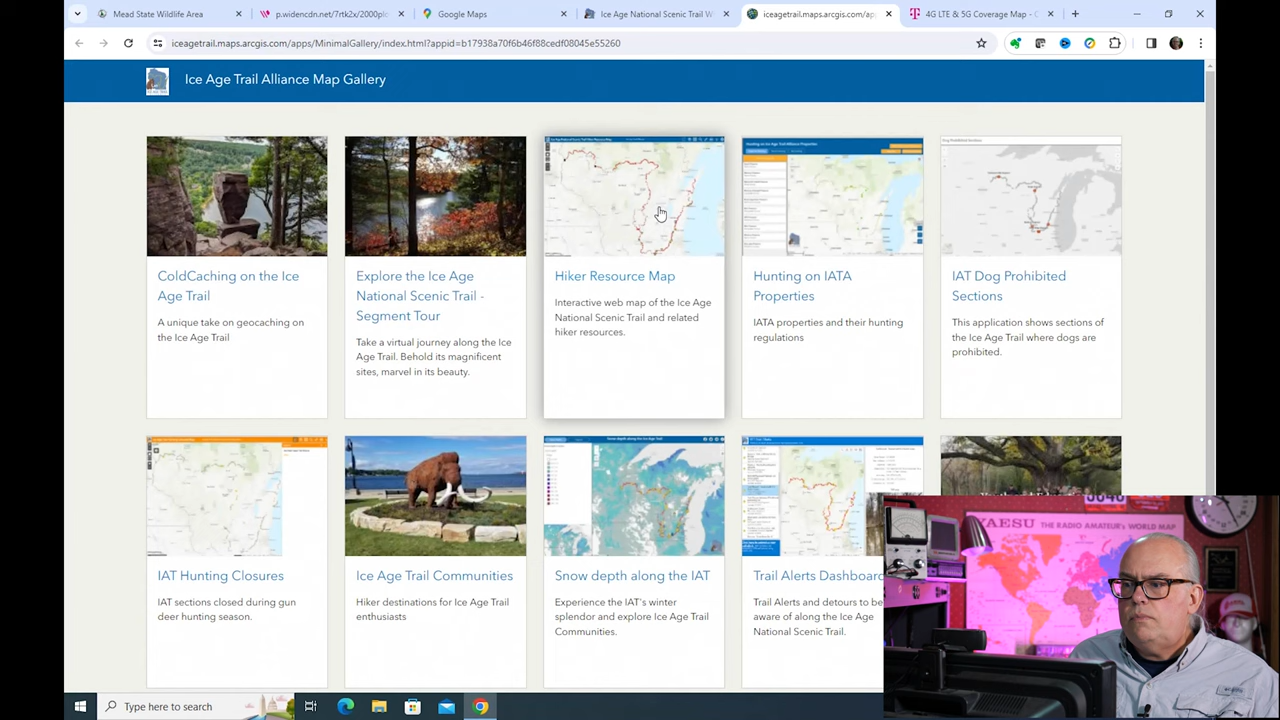 Mead State Wildlife Area
p.widencdn.net/7rtk2x/2000plo
Google Maps
Ice Age National Scenic Trail W
iceagetrail.maps.arcgis.com/ap
4G LTE & 5G Coverage Map -
iceagetrail.maps.arcgis.com/apps/MinimalGallery/index.html?appid=b17938a70f6b46f88cedf08045e55260
Ice Age Trail Alliance Map Gallery
ColdCaching on the Ice
Age Trail
A unique take on geocaching on
the Ice Age Trail
Explore the Ice Age
National Scenic Trail -
Segment Tour
Take a virtual journey along the Ice
Age Trail. Behold its magnificent
sites, marvel in its beauty.
Hiker Resource Map
Interactive web map of the Ice Age
National Scenic Trail and related
hiker resources.
Hunting on IATA
Properties
IATA properties and their hunting
regulations
IAT Dog Prohibited
Sections
This application shows sections of
the Ice Age Trail where dogs are
prohibited.
IAT Hunting Closures
IAT sections closed during gun
deer hunting season.
Ice Age Trail Communities
Hiker destinations for Ice Age Trail
enthusiasts
Snow depth along the IAT
Experience the IAT's winter
splendor and explore Ice Age Trail
Communities.
Trail Alerts Dashboard
Trail Alerts and detours to be
aware of along the Ice Age
National Scenic Trail.
YAESU THE RADIO AMATEUR'S WORLD MAP
Type here to search